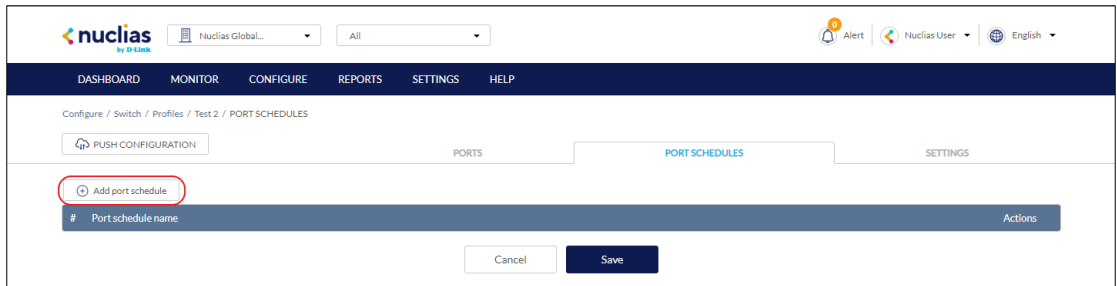 nuclias
by D-Link
Nuclias Global...
All
0
Alert
Nuclias User
English
DASHBOARD MONITOR CONFIGURE REPORTS SETTINGS HELP
Configure / Switch / Profiles / Test 2 / PORT SCHEDULES
PUSH CONFIGURATION
PORTS
PORT SCHEDULES
SETTINGS
Add port schedule
# Port schedule name Actions
Cancel
Save